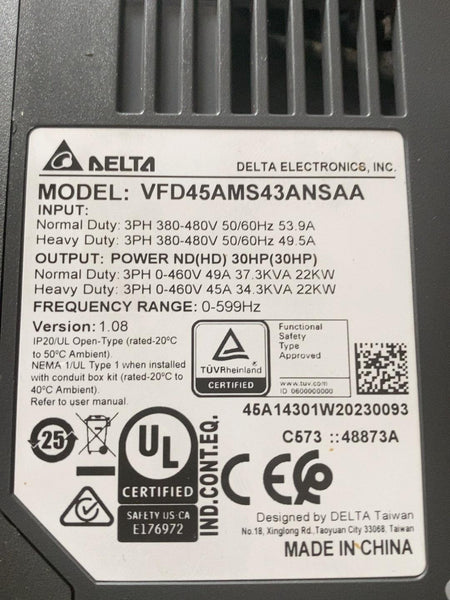 DELTA
DELTA ELECTRONICS, INC.
MODEL: VFD45AMS43ANSAA
INPUT:
Normal Duty: 3PH 380-480V 50/60Hz 53.9A
Heavy Duty: 3PH 380-480V 50/60Hz 49.5A
OUTPUT: POWER ND(HD) 30HP(30HP)
Normal Duty: 3PH 0-460V 49A 37.3KVA 22KW
Heavy Duty: 3PH 0-460V 45A 34.3KVA 22KW
FREQUENCY RANGE: 0-599Hz
Version: 1.08
IP20/UL Open-Type (rated-20ºC
to 50ºC Ambient).
NEMA 1/UL Type 1 when installed
with conduit box kit (rated-20ºC to
40ºC Ambient).
Refer to user manual.
TÜVRheinland
CERTIFIED
Functional
Safety
Type
Approved
www.tuv.com
ID 0600000000
45A14301W20230093
C573 ::48873A
25
UL
CERTIFIED
SAFETY US-CA
E176972
IND.CONT.EQ.
CE
Designed by DELTA Taiwan
No.18, Xinglong Rd.,Taoyuan City 33068, Taiwan
MADE IN CHINA